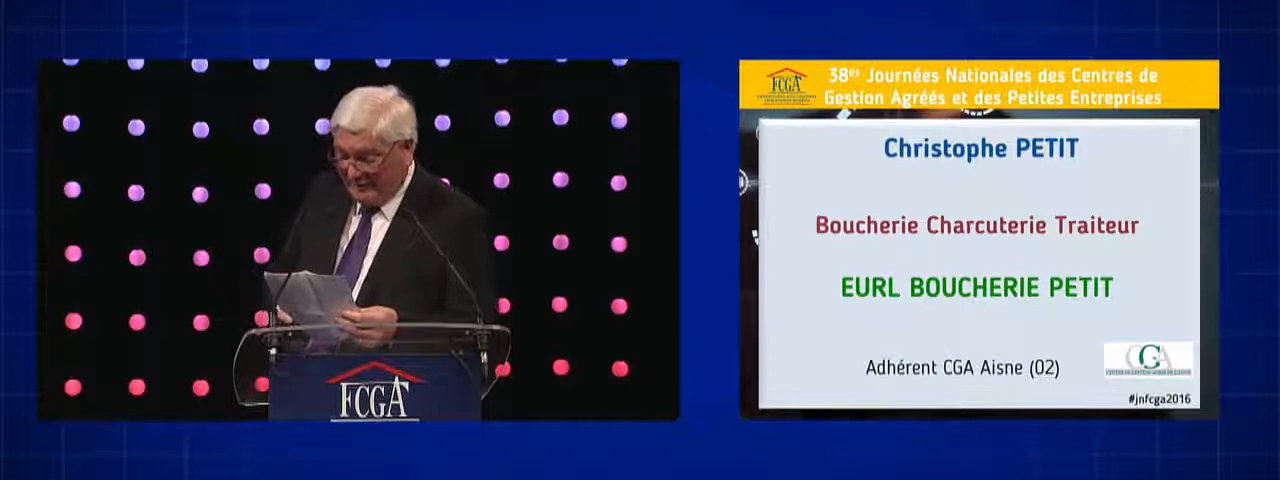 FCGA
FCGA
38es Journées Nationales des Centres de
Gestion Agréés et des Petites Entreprises
Christophe PETIT
Boucherie Charcuterie Traiteur
EURL BOUCHERIE PETIT
Adhérent CGA Aisne (02)
CGA
#jnfcga2016